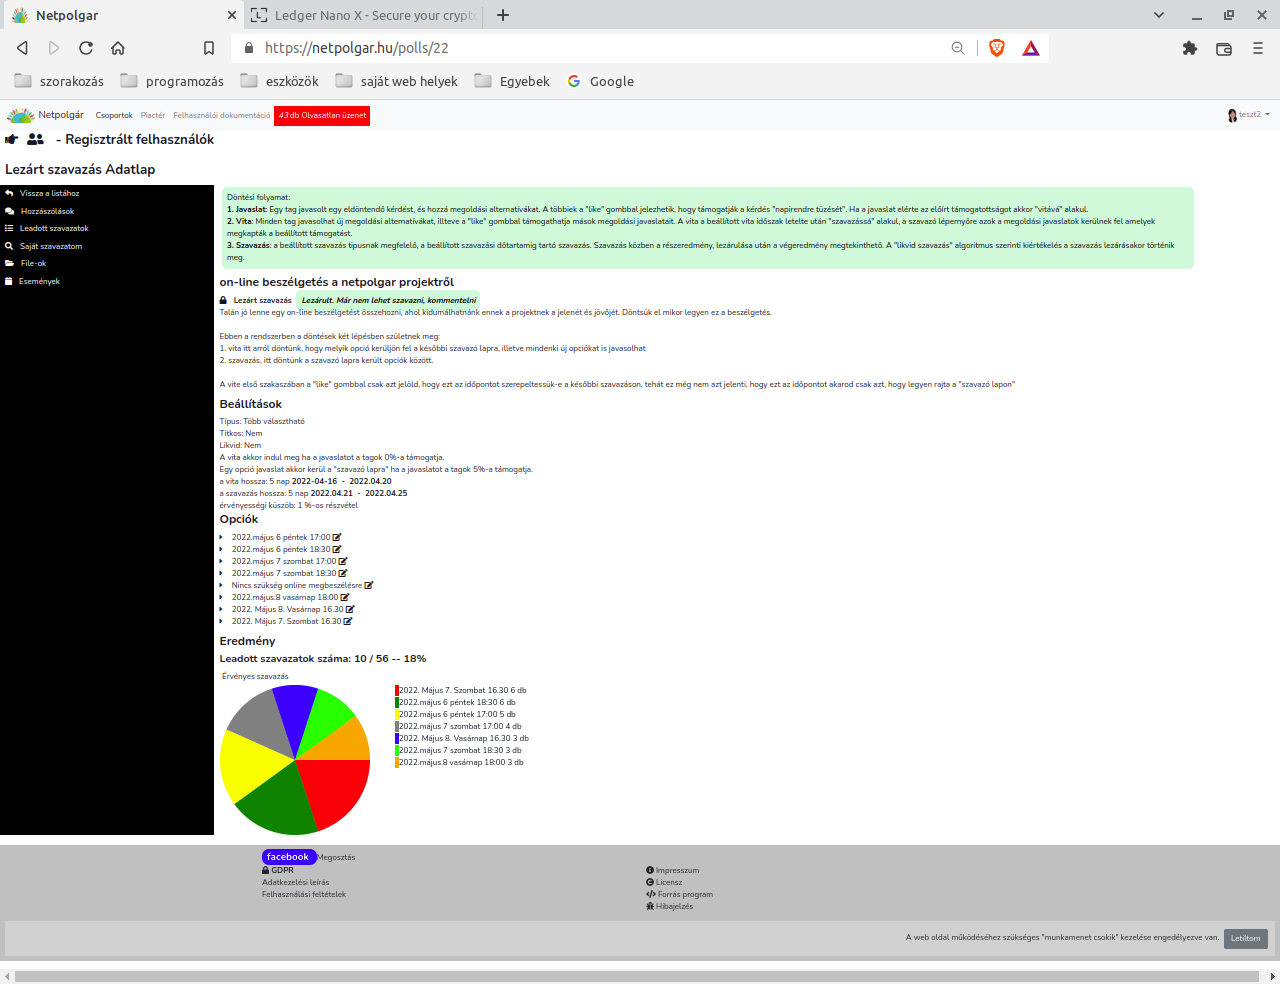 Netpolgar
Ledger Nano X - Secure your crypto
https://netpolgar.hu/polls/22
szorakozás programozás eszközök saját web helyek Egyebek Google
Netpolgár Csoportok Piactér Felhasználói dokumentáció 43 db Olvasatlan üzenet teszt2
- Regisztrált felhasználók
Lezárt szavazás Adatlap
Vissza a listához
Hozzászólások
Leadott szavazatok
Saját szavazatom
File-ok
Események
Döntési folyamat:
1. Javaslat: Egy tag javasolt egy eldöntendő kérdést, és hozzá megoldási alternatívákat. A többiek a "like" gombbal jelezhetik, hogy támogatják a kérdés "napirendre tüzését". Ha a javaslat elérte az előírt támogatottságot akkor "vitává" alakul.
2. Vita: Minden tag javasolhat új megoldási alternatívákat, illteve a "like" gombbal támogathatja mások megoldási javaslatait. A vita a beállított vita időszak letelte után "szavazássá" alakul, a szavazó lépernyőre azok a megoldási javaslatok kerülnek fel amelyek
megkapták a beállított támogatást.
3. Szavazás: a beállított szavazás tipusnak megfelelő, a beállított szavazási dőtartamig tartó szavazás. Szavazás közben a részeredmény, lezárulása után a végeredmény megtekinthető. A "likvid szavazás" algoritmus szerinti kiértékelés a szavazás lezárásakor történik
meg.
on-line beszélgetés a netpolgar projektről
Lezárt szavazás Lezárult. Már nem lehet szavazni, kommentelni
Talán jó lenne egy on-line beszélgetést összehozni, ahol kidumálhatnánk ennek a projektnek a jelenét és jövőjét. Döntsük el mikor legyen ez a beszélgetés.
Ebben a rendszerben a döntések két lépésben születnek meg:
1. vita itt arról döntünk, hogy melyik opció kerüljön fel a későbbi szavazó lapra, illetve mindenki új opciókat is javasolhat
2. szavazás, itt döntünk a szavazó lapra került opciók között.
A vite első szakaszában a "like" gombbal csak azt jelöld, hogy ezt az időpontot szerepeltessük-e a későbbi szavazáson, tehát ez még nem azt jelenti, hogy ezt az időpontot akarod csak azt, hogy legyen rajta a "szavazó lapon"
Beállítások
Típus: Több választható
Titkos: Nem
Likvid: Nem
A vita akkor indul meg ha a javaslatot a tagok 0%-a támogatja.
Egy opció javaslat akkor kerül a "szavazó lapra" ha a javaslatot a tagok 5%-a támogatja.
a vita hossza: 5 nap 2022-04-16 - 2022.04.20
a szavazás hossza: 5 nap 2022.04.21 - 2022.04.25
érvényességi küszöb: 1 %-os részvétel
Opciók
2022.május 6 péntek 17:00
2022.május 6 péntek 18:30
2022.május 7 szombat 17:00
2022.május 7 szombat 18:30
Nincs szükség online megbeszélésre
2022.május.8 vasárnap 18:00
2022. Május 8. Vasárnap 16.30
2022. Május 7. Szombat 16.30
Eredmény
Leadott szavazatok száma: 10 / 56 -- 18%
Érvényes szavazás
2022. Május 7. Szombat 16.30 6 db
2022.május 6 péntek 18:30 6 db
2022.május 6 péntek 17:00 5 db
2022.május 7 szombat 17:00 4 db
2022. Május 8. Vasárnap 16.30 3 db
2022.május 7 szombat 18:30 3 db
2022.május.8 vasárnap 18:00 3 db
facebook Megosztás
GDPR
Adatkezelési leírás
Felhasználási feltételek
Impresszum
Licensz
Forrás program
Hibajelzés
A web oldal működéséhez szükséges "munkamenet csokik" kezelése engedélyezve van. Letiltom